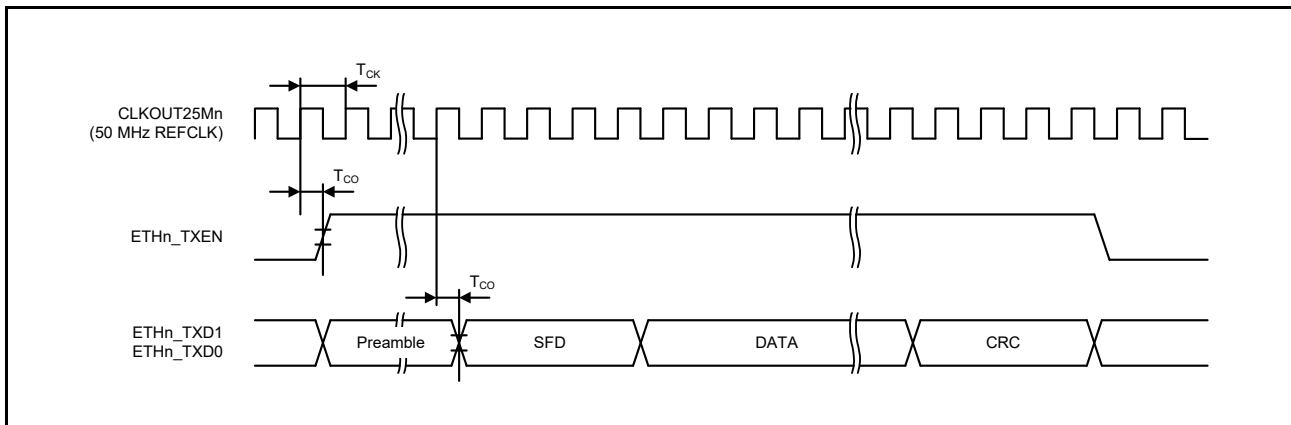 TCK
CLKOUT25Mn
(50 MHz REFCLK)
TCO
ETHn_TXEN
TCO
ETHn_TXD1
ETHn_TXD0
Preamble
SFD
DATA
CRC